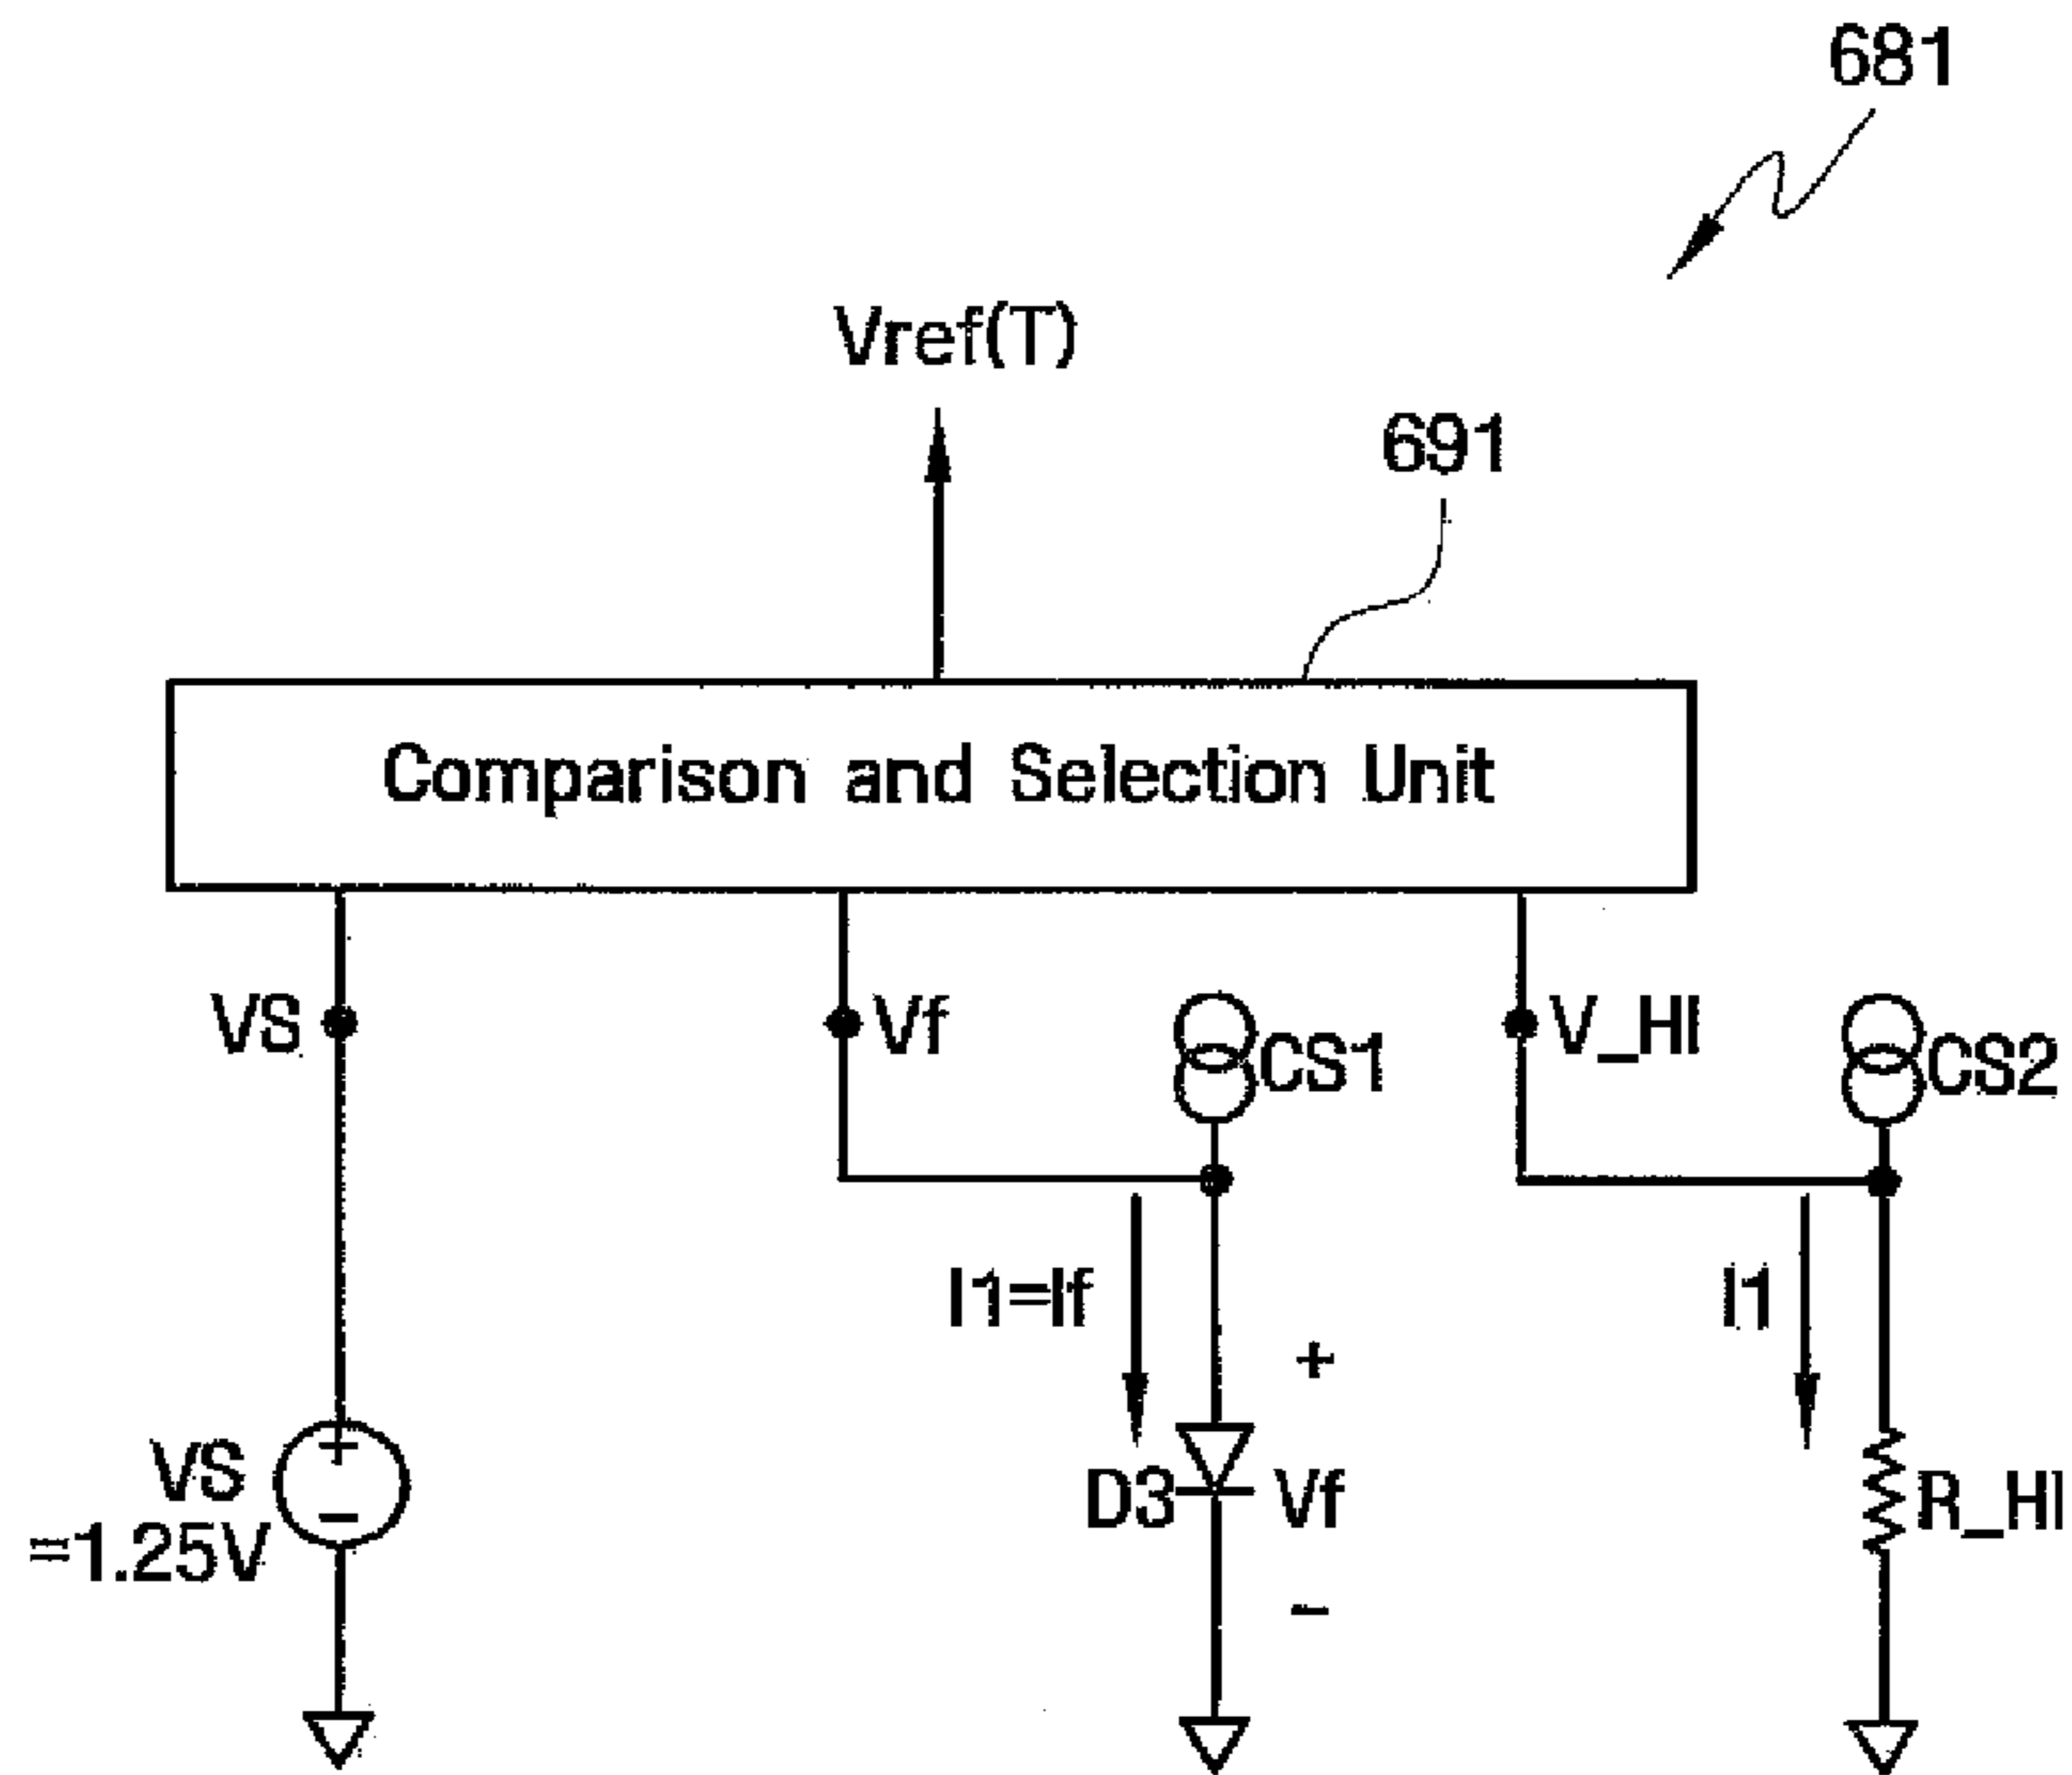 681
Vref(T)
691
Comparison and Selection Unit
VS
Vf
CS1
V_HI
CS2
I1=If
I1
+
VS
=1.25V
+
−
D3
Vf
−
R_HI